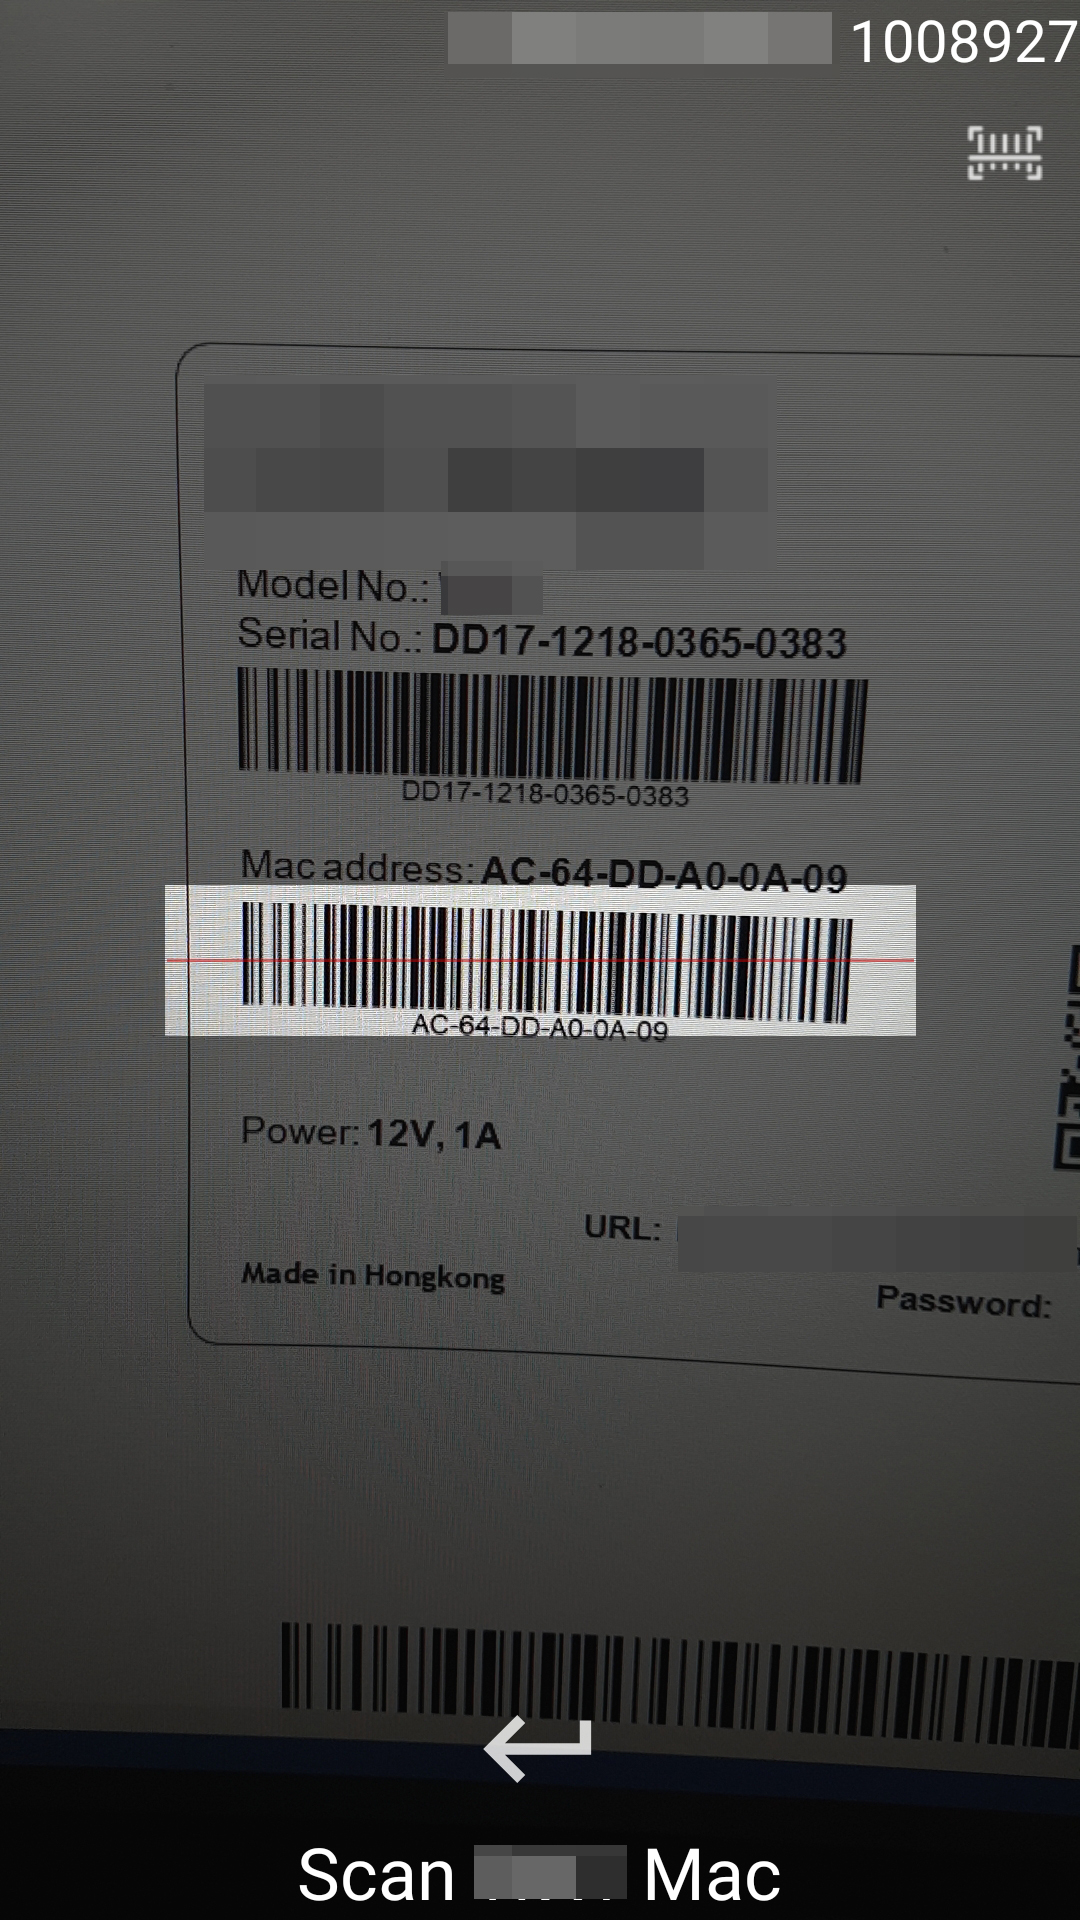 1008927
Model No.:
Serial No.: DD17-1218-0365-0383
DD17-1218-0365-0383
Mac address: AC-64-DD-A0-0A-09
AC-64-DD-A0-0A-09
Power: 12V, 1A
URL:
Made in Hongkong
Password:
Scan Mac